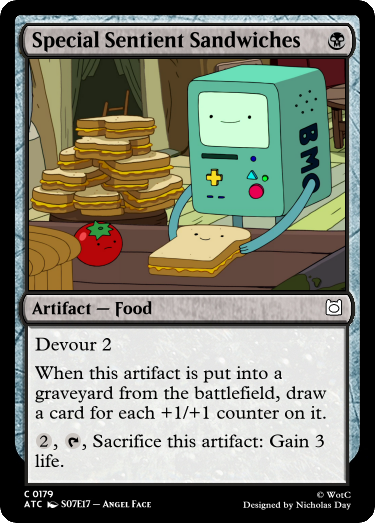 Special Sentient Sandwiches
BMO
Artifact — Food
Devour 2
When this artifact is put into a
graveyard from the battlefield, draw
a card for each +1/+1 counter on it.
2, , Sacrifice this artifact: Gain 3
life.
C 0179 © WotC
ATC S07E17 – Angel Face Designed by Nicholas Day